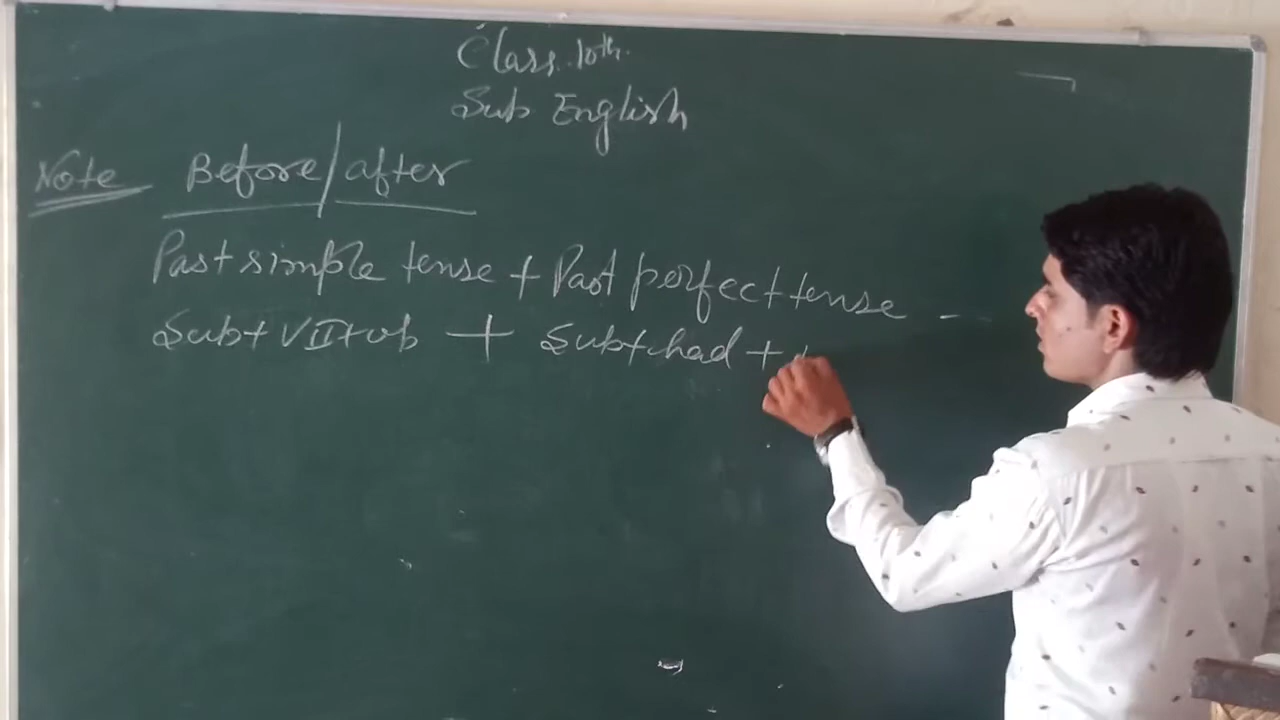 Class 10th.
Sub English
Note Before/after
Past simple tense + Past perfect tense -
Sub + VII + ob + Sub + had +